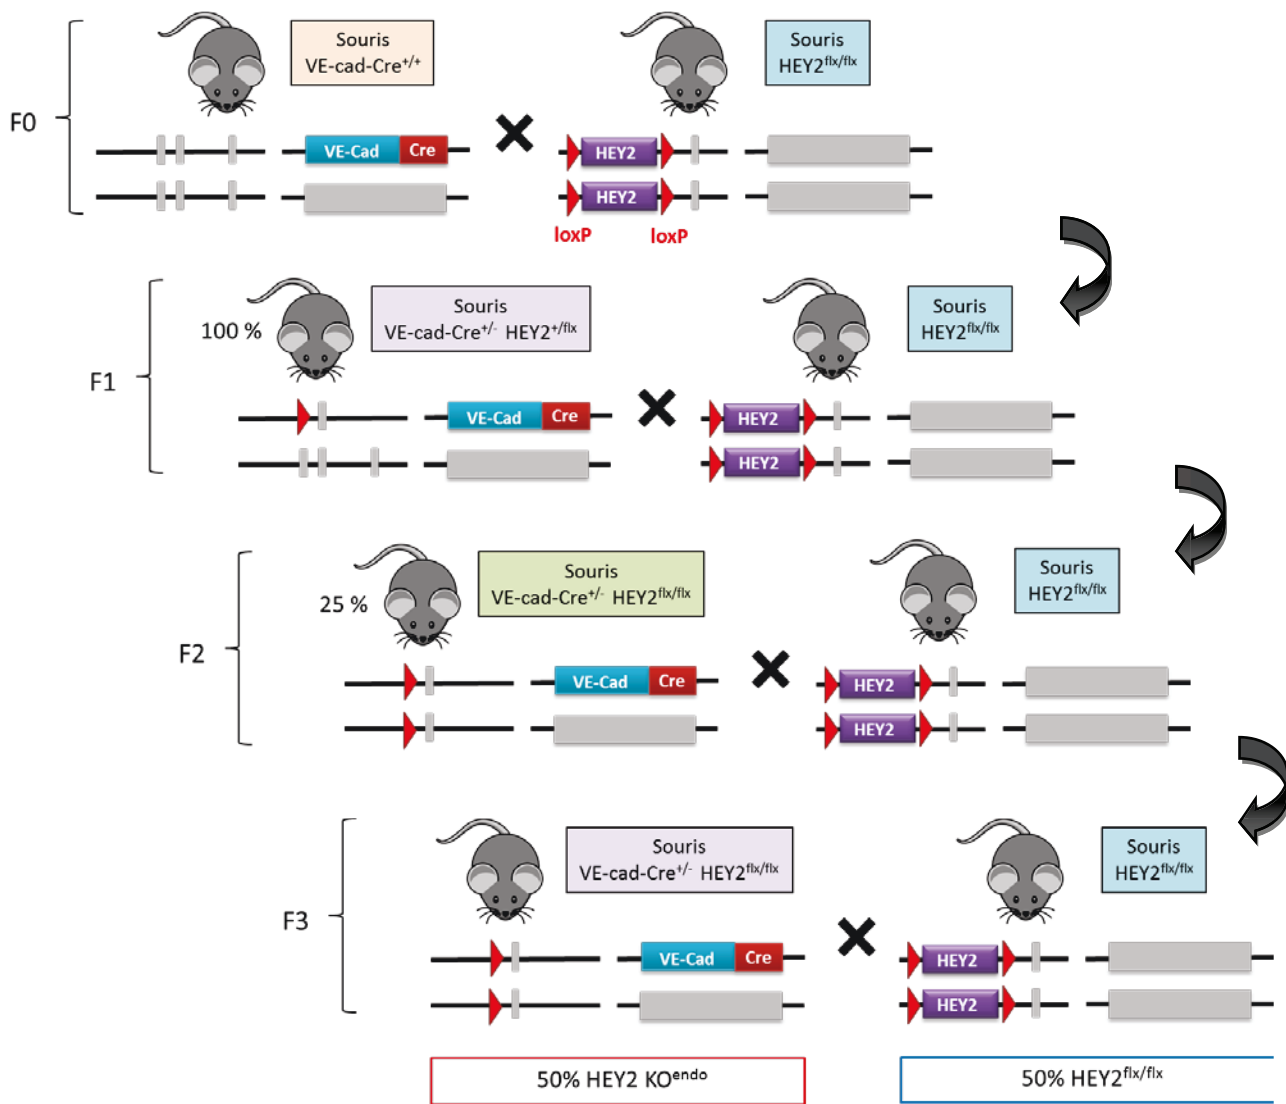 Souris
VE-cad-Cre+/+
Souris
HEY2flx/flx
F0
VE-Cad Cre
HEY2
HEY2
loxP loxP
100 %
Souris
VE-cad-Cre+/- HEY2+/flx
Souris
HEY2flx/flx
F1
VE-Cad Cre
HEY2
HEY2
25 %
Souris
VE-cad-Cre+/- HEY2flx/flx
Souris
HEY2flx/flx
F2
VE-Cad Cre
HEY2
HEY2
Souris
VE-cad-Cre+/- HEY2flx/flx
Souris
HEY2flx/flx
F3
VE-Cad Cre
HEY2
HEY2
50% HEY2 KOendo
50% HEY2flx/flx